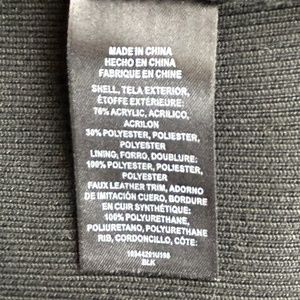 MADE IN CHINA
HECHO EN CHINA
FABRIQUE EN CHINE
SHELL, TELA EXTERIOR,
ÉTOFFE EXTÉRIEURE:
70% ACRYLIC, ACRILICO,
ACRILON
30% POLYESTER, POLIESTER,
POLYESTER
LINING, FORRO, DOUBLURE:
100% POLYESTER, POLIESTER,
POLYESTER
FAUX LEATHER TRIM, ADORNO
DE IMITACIÓN CUERO, BORDURE
EN CUIR SYNTHÉTIQUE:
100% POLYURETHANE,
POLIURETANO, POLYURETHANE
RIB, CORDONCILLO, CÔTE:
BLK